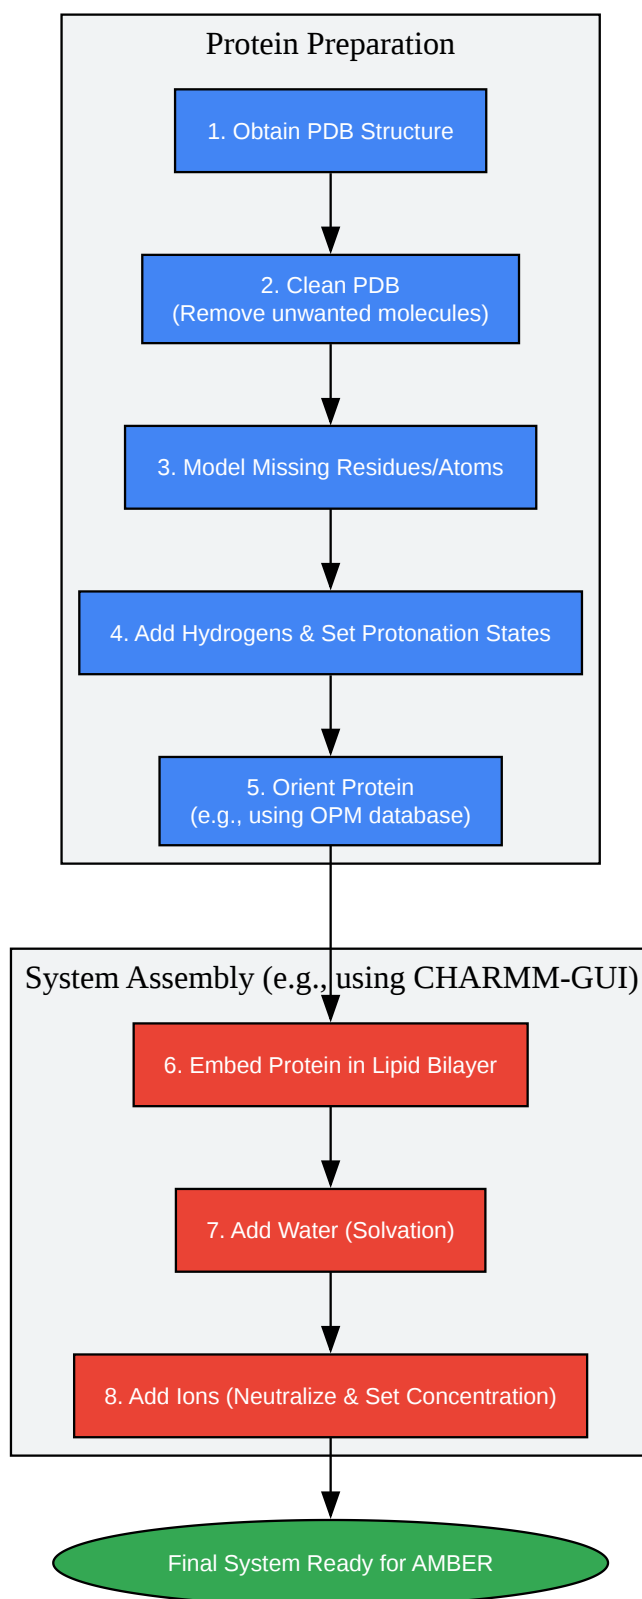 Protein Preparation
1. Obtain PDB Structure
2. Clean PDB
(Remove unwanted molecules)
3. Model Missing Residues/Atoms
4. Add Hydrogens & Set Protonation States
5. Orient Protein
(e.g., using OPM database)
System Assembly (e.g., using CHARMM-GUI)
6. Embed Protein in Lipid Bilayer
7. Add Water (Solvation)
8. Add Ions (Neutralize & Set Concentration)
Final System Ready for AMBER